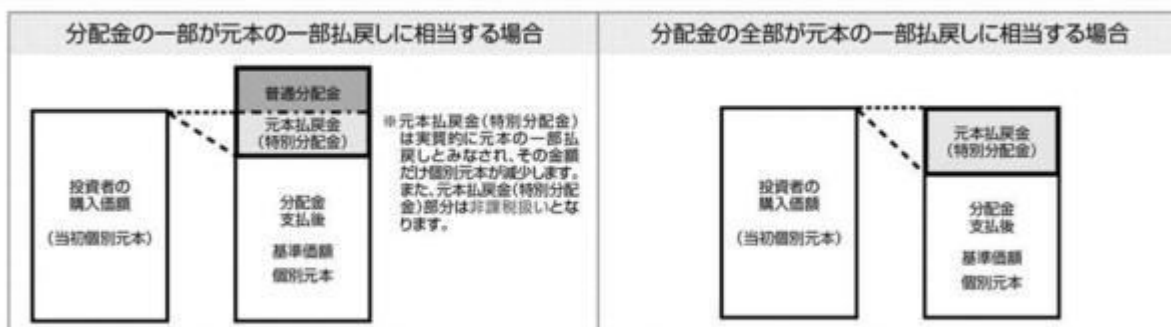 分配金の一部が元本の一部払戻しに相当する場合
普通分配金
元本払戻金
(特別分配金)
投資者の
購入価額
(当初個別元本)
分配金
支払後
基準価額
個別元本
※元本払戻金(特別分配金)
は実質的に元本の一部払
戻しとみなされ、その金額
だけ個別元本が減少します。
また、元本払戻金(特別分配
金)部分は非課税扱いとな
ります。
分配金の全部が元本の一部払戻しに相当する場合
元本払戻金
(特別分配金)
投資者の
購入価額
(当初個別元本)
分配金
支払後
基準価額
個別元本